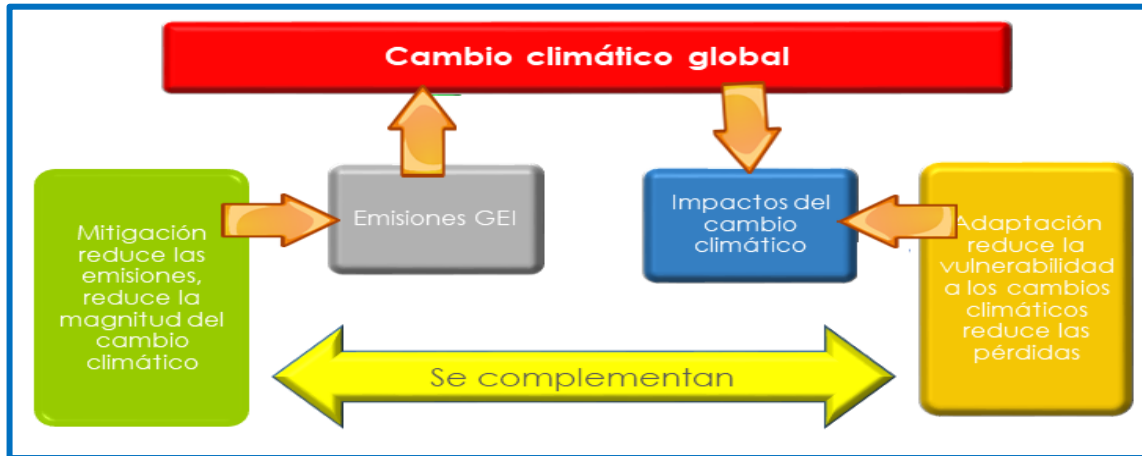 Cambio climático global
Mitigación
reduce las
emisiones,
reduce la
magnitud del
cambio
climático
Emisiones GEI
Impactos del
cambio
climático
Adaptación
reduce la
vulnerabilidad
a los cambios
climáticos
reduce las
pérdidas
Se complementan